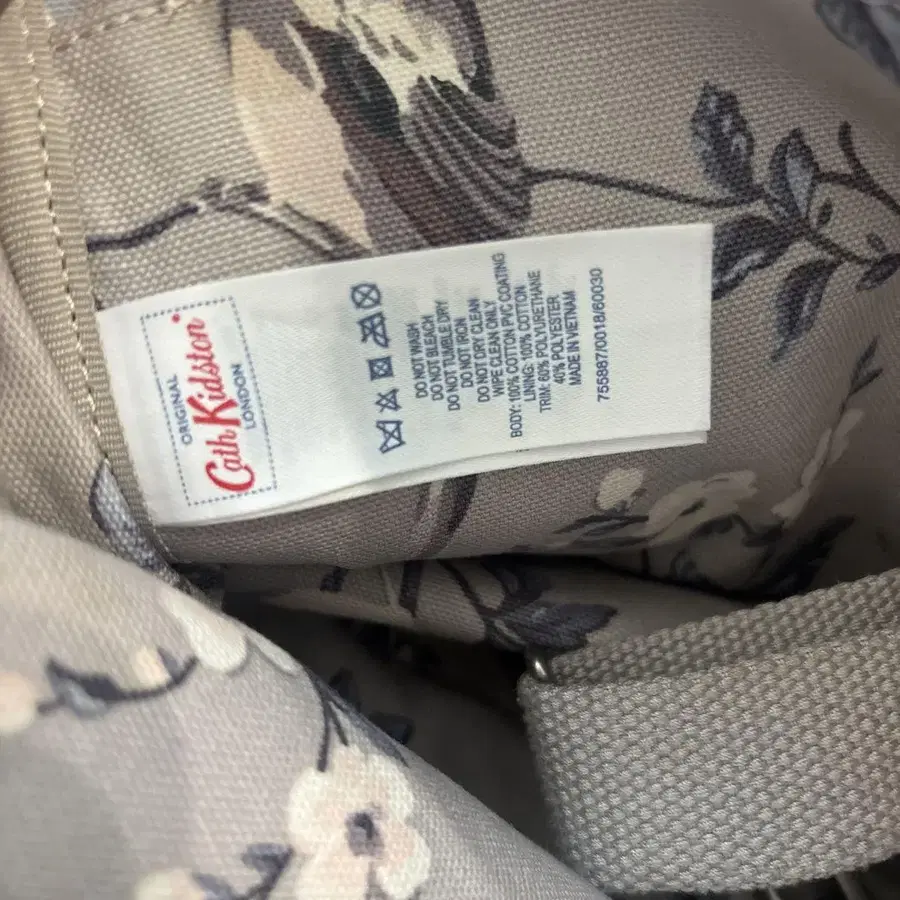 ORIGINAL
Cath Kidston®
LONDON
DO NOT WASH
DO NOT BLEACH
DO NOT TUMBLE DRY
DO NOT IRON
DO NOT DRY CLEAN
WIPE CLEAN ONLY
BODY: 100% COTTON PVC COATING
LINING: 100% COTTON
TRIM: 60% POLYURETHANE
40% POLYESTER
MADE IN VIETNAM
755887/0018/60030